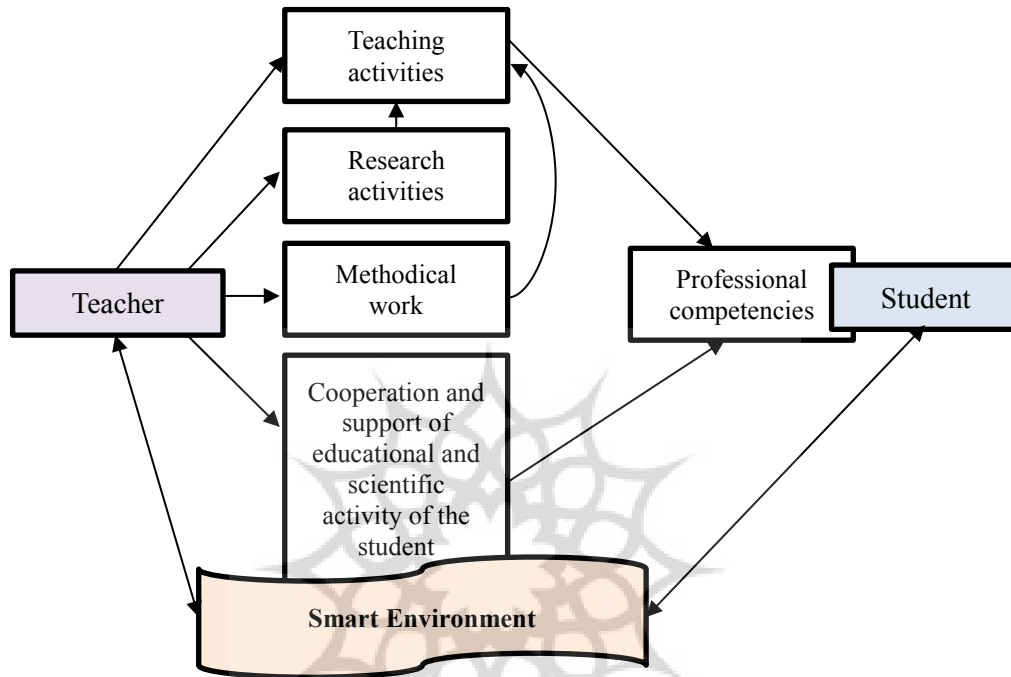 Teaching
activities
Research
activities
Methodical
work
Teacher
Professional
competencies
Student
Cooperation and
support of
educational and
scientific
activity of the
student
Smart Environment